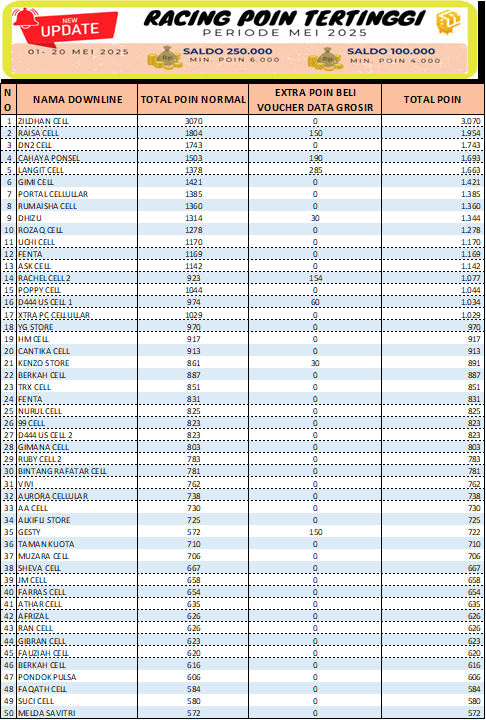 NEW
UPDATE
RACING POIN TERTINGGI
PERIODE MEI 2025
01- 20 MEI 2025
SALDO 250.000
MIN. POIN 6.000
SALDO 100.000
MIN. POIN 4.000
NO NAMA DOWNLINE TOTAL POIN NORMAL EXTRA POIN BELI VOUCHER DATA GROSIR TOTAL POIN
1 ZILDHAN CELL 3070 0 3.070
2 RAISA CELL 1804 150 1.954
3 DN2 CELL 1743 0 1.743
4 CAHAYA PONSEL 1503 190 1.693
5 LANGIT CELL 1378 285 1.663
6 GIMI CELL 1421 0 1.421
7 PORTAL CELLULLAR 1385 0 1.385
8 RUMAISHA CELL 1360 0 1.360
9 DHIZU 1314 30 1.344
10 ROZAQ CELL 1278 0 1.278
11 UCHI CELL 1170 0 1.170
12 FENTA 1169 0 1.169
13 ASK CELL 1142 0 1.142
14 RACHEL CELL 2 923 154 1.077
15 POPPY CELL 1044 0 1.044
16 D444 US CELL 1 974 60 1.034
17 XTRA PC CELLULLAR 1029 0 1.029
18 YG STORE 970 0 970
19 HM CELL 917 0 917
20 CANTIKA CELL 913 0 913
21 KENZO STORE 861 30 891
22 BERKAH CELL 887 0 887
23 TRX CELL 851 0 851
24 FENTA 831 0 831
25 NURUL CELL 825 0 825
26 99 CELL 823 0 823
27 D444 US CELL 2 823 0 823
28 GIMANA CELL 803 0 803
29 RUBY CELL 2 783 0 783
30 BINTANG RAFATAR CELL 781 0 781
31 VJVI 762 0 762
32 AURORA CELLULAR 738 0 738
33 AA CELL 730 0 730
34 ALKIFLI STORE 725 0 725
35 GESTY 572 150 722
36 TAMAN KUOTA 710 0 710
37 MUZARA CELL 706 0 706
38 SHEVA CELL 667 0 667
39 JM CELL 658 0 658
40 FARRAS CELL 654 0 654
41 ATHAR CELL 635 0 635
42 AFRIZAL 626 0 626
43 RAN CELL 626 0 626
44 GIBRAN CELL 623 0 623
45 FAUZIAH CELL 620 0 620
46 BERKAH CELL 616 0 616
47 PONDOK PULSA 606 0 606
48 FAQATH CELL 584 0 584
49 SUCI CELL 580 0 580
50 MELDA SAVITRI 572 0 572